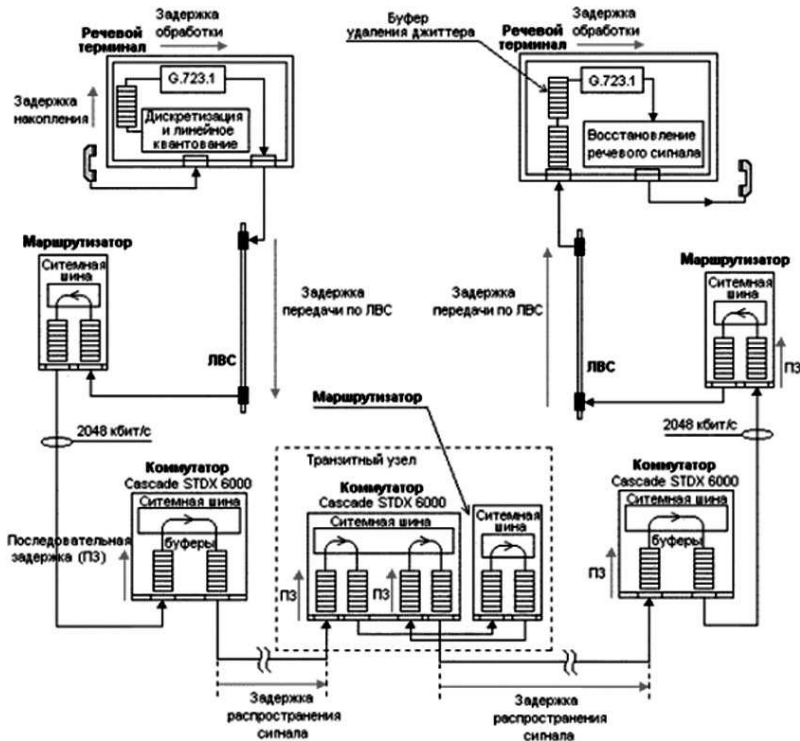 Задержка
обработки
Речевой
терминал
G.723.1
Задержка
накопления
Дискретизация
и линейное
квантование
Буфер
удаления джиттера
Задержка
обработки
Речевой
терминал
G.723.1
Восстановление
речевого сигнала
Маршрутизатор
Ситемная
шина
Задержка
передачи по ЛВС
ЛВС
Задержка
передачи по ЛВС
ЛВС
Маршрутизатор
Ситемная
шина
ПЗ
2048 кбит/с
Маршрутизатор
2048 кбит/с
Транзитный узел
Коммутатор
Cascade STDX 6000
Ситемная шина
буферы
Последовательная
задержка (ПЗ)
Коммутатор
Cascade STDX 6000
Ситемная шина
ПЗ
ПЗ
Ситемная
шина
Коммутатор
Cascade STDX 6000
Ситемная шина
буферы
ПЗ
Задержка
распространения
сигнала
Задержка
распространения
сигнала